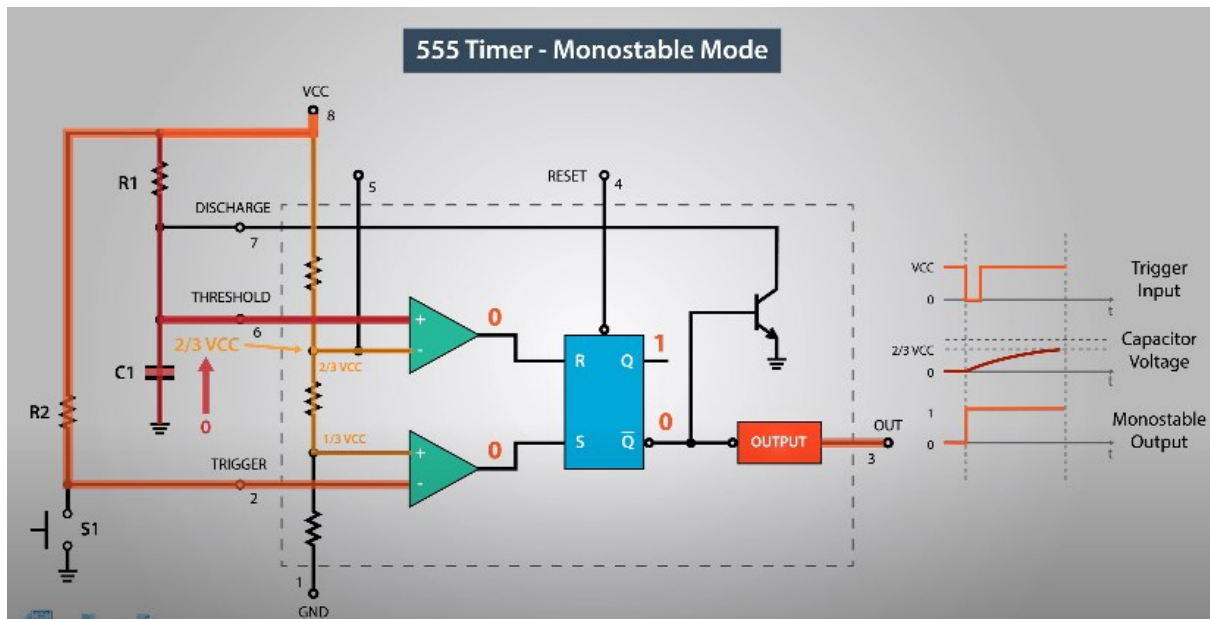 555 Timer - Monostable Mode
VCC
8
R1
5
RESET
4
DISCHARGE
7
THRESHOLD
6
+
-
0
2/3 VCC
2/3 VCC
R
Q
1
C1
0
R2
1/3 VCC
+
-
0
S
Q̅
0
OUTPUT
OUT
3
TRIGGER
2
S1
1
GND
VCC
0
t
Trigger
Input
2/3 VCC
0
t
Capacitor
Voltage
1
0
t
Monostable
Output